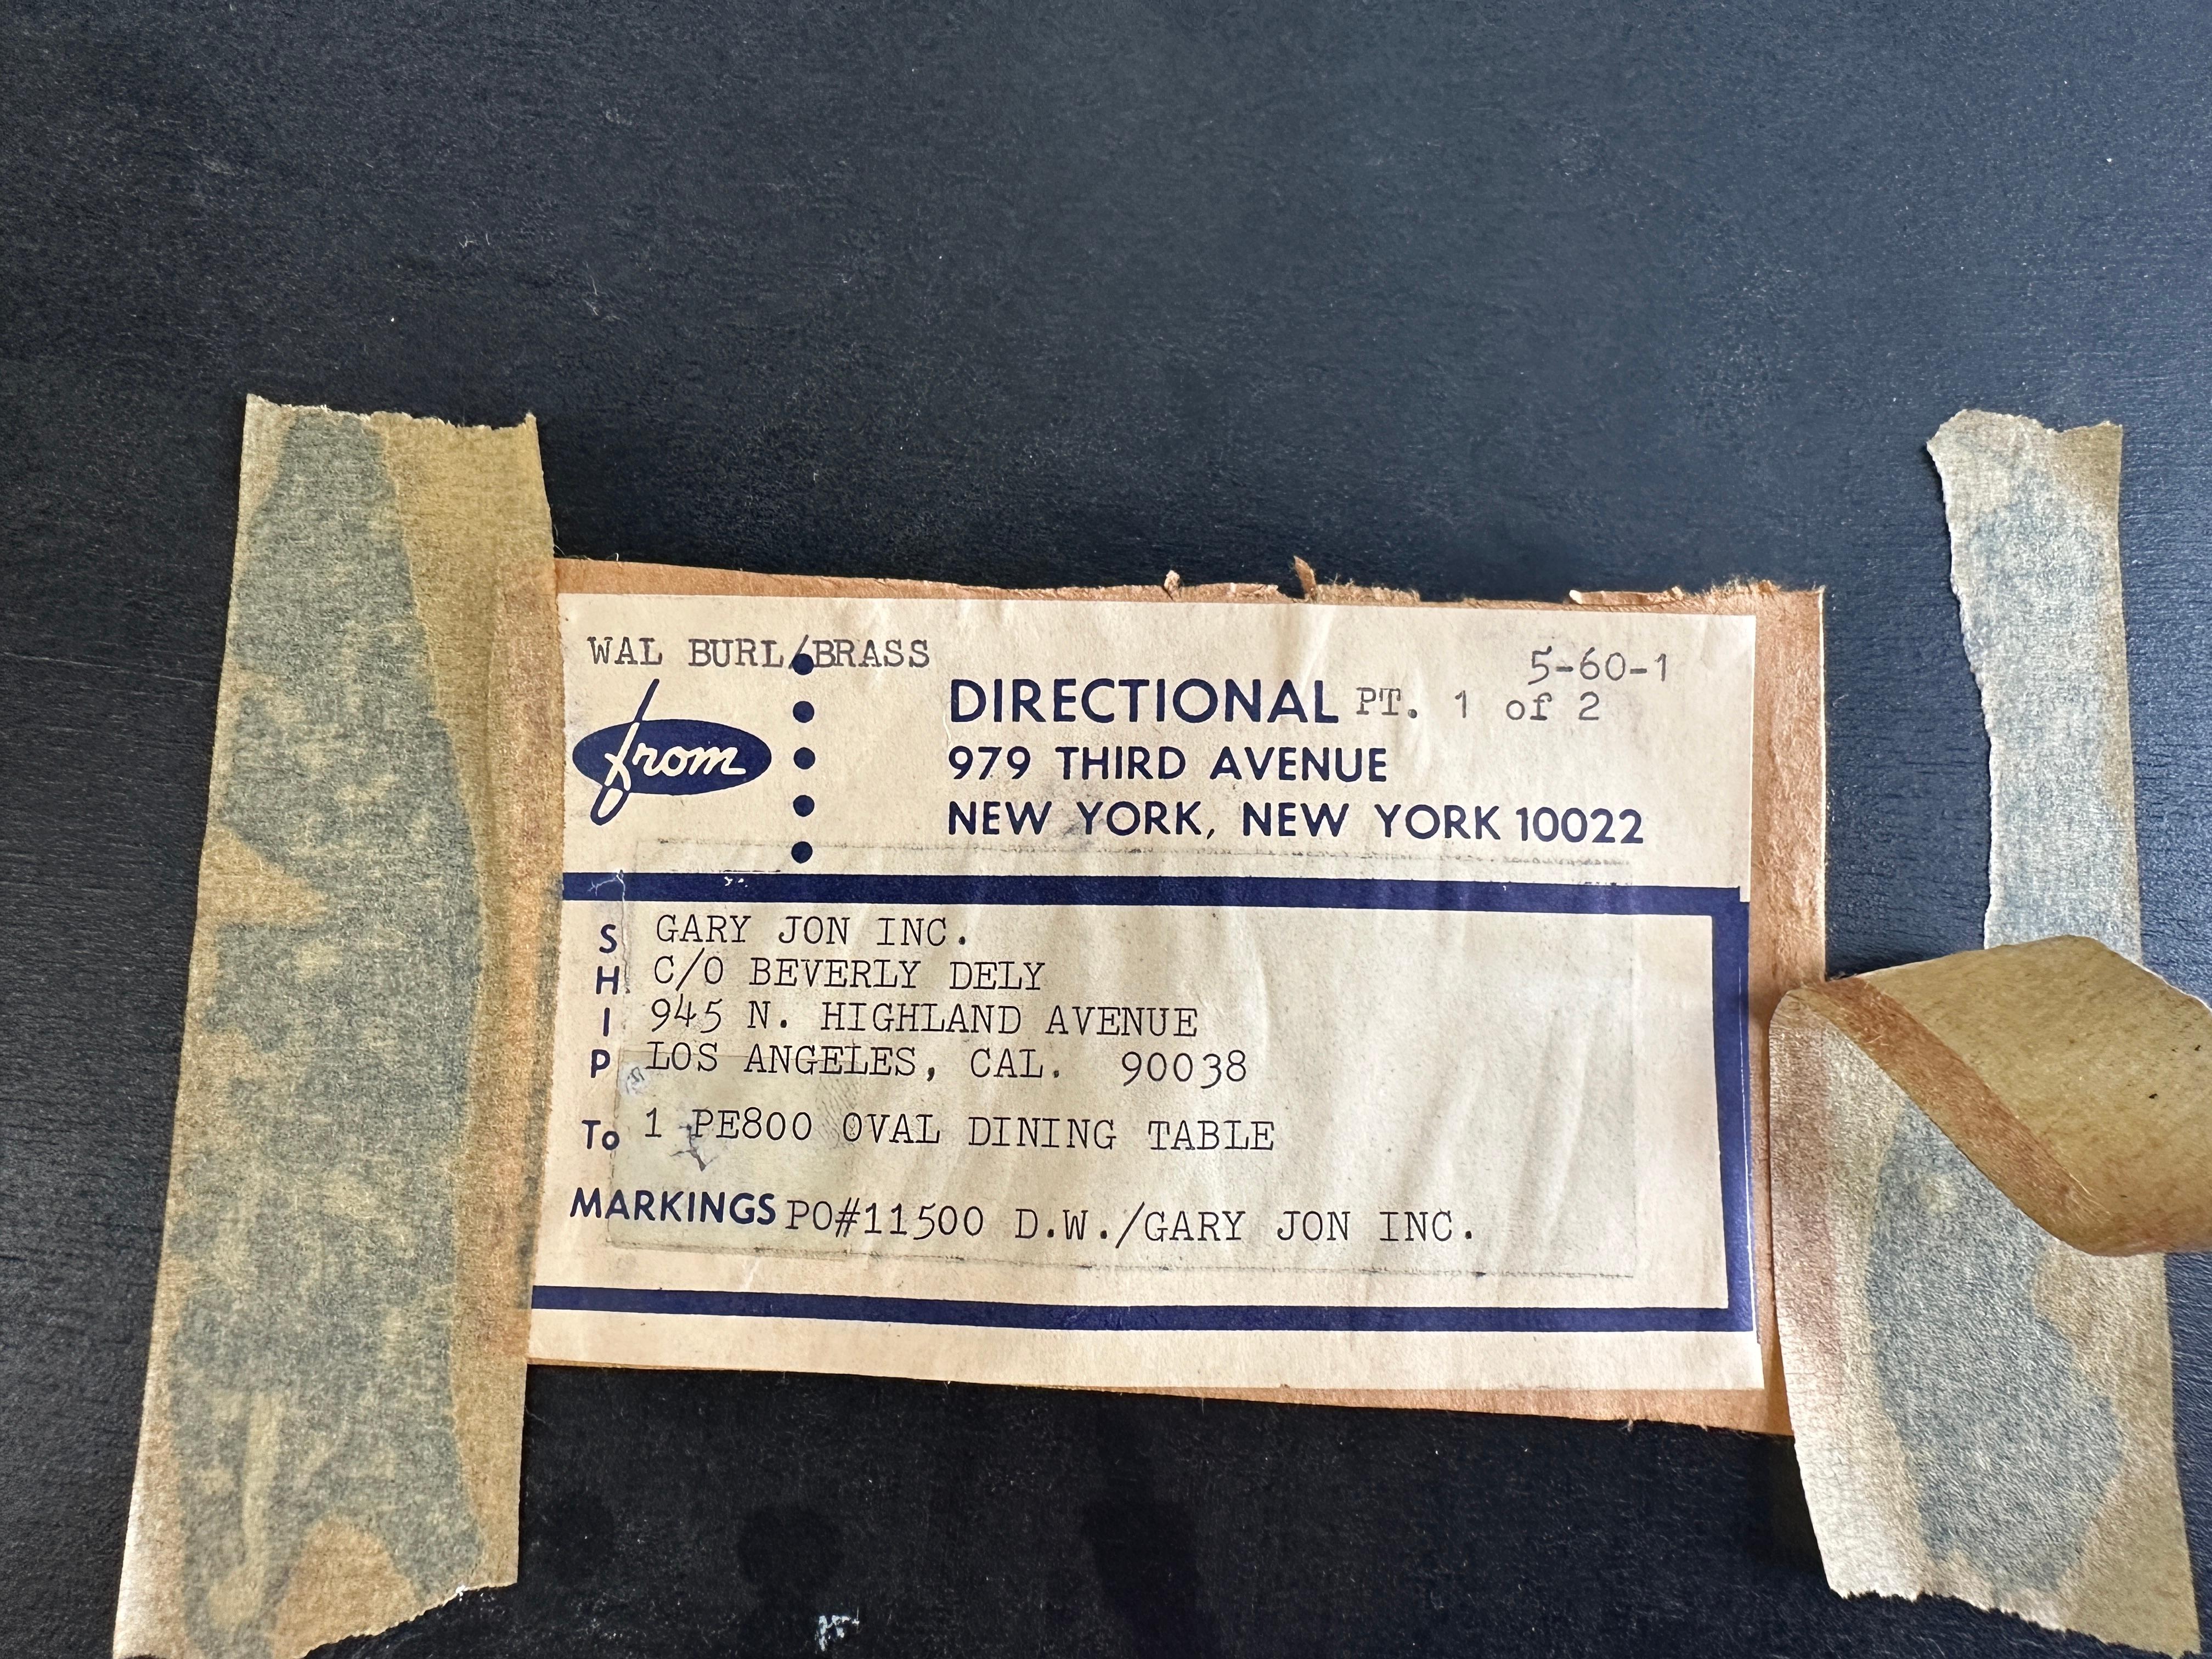 WAL BURL/BRASS
5-60-1
from
DIRECTIONAL PT. 1 of 2
979 THIRD AVENUE
NEW YORK, NEW YORK 10022
SHIP To
GARY JON INC.
C/O BEVERLY DELY
945 N. HIGHLAND AVENUE
LOS ANGELES, CAL. 90038
1 PE800 OVAL DINING TABLE
MARKINGS PO#11500 D.W./GARY JON INC.